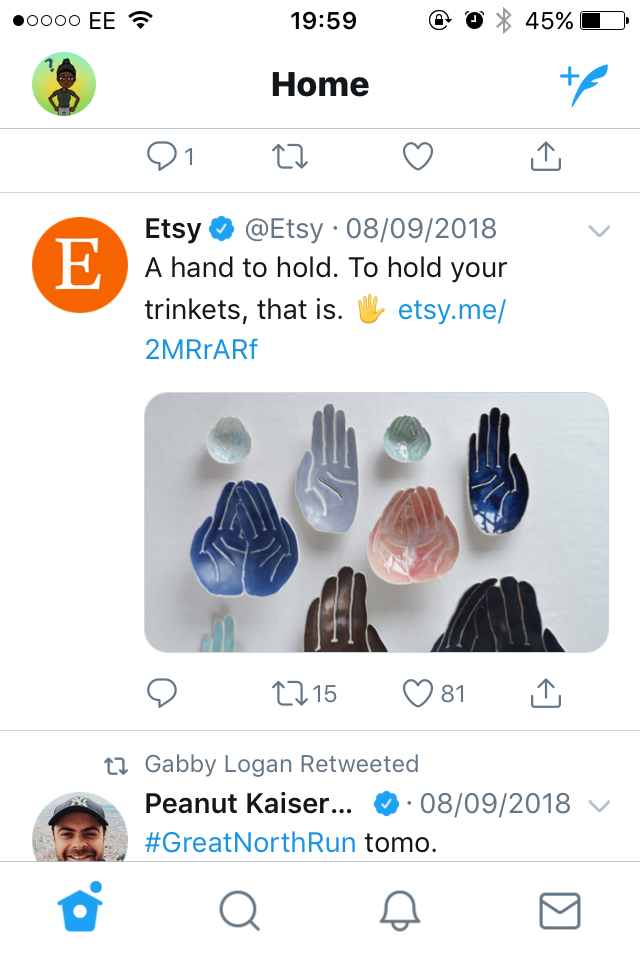 EE 19:59 45%
Home
1
Etsy @Etsy · 08/09/2018
E
A hand to hold. To hold your
trinkets, that is. 🖐 etsy.me/
2MRrARf
15 81
Gabby Logan Retweeted
Peanut Kaiser... · 08/09/2018
#GreatNorthRun tomo.